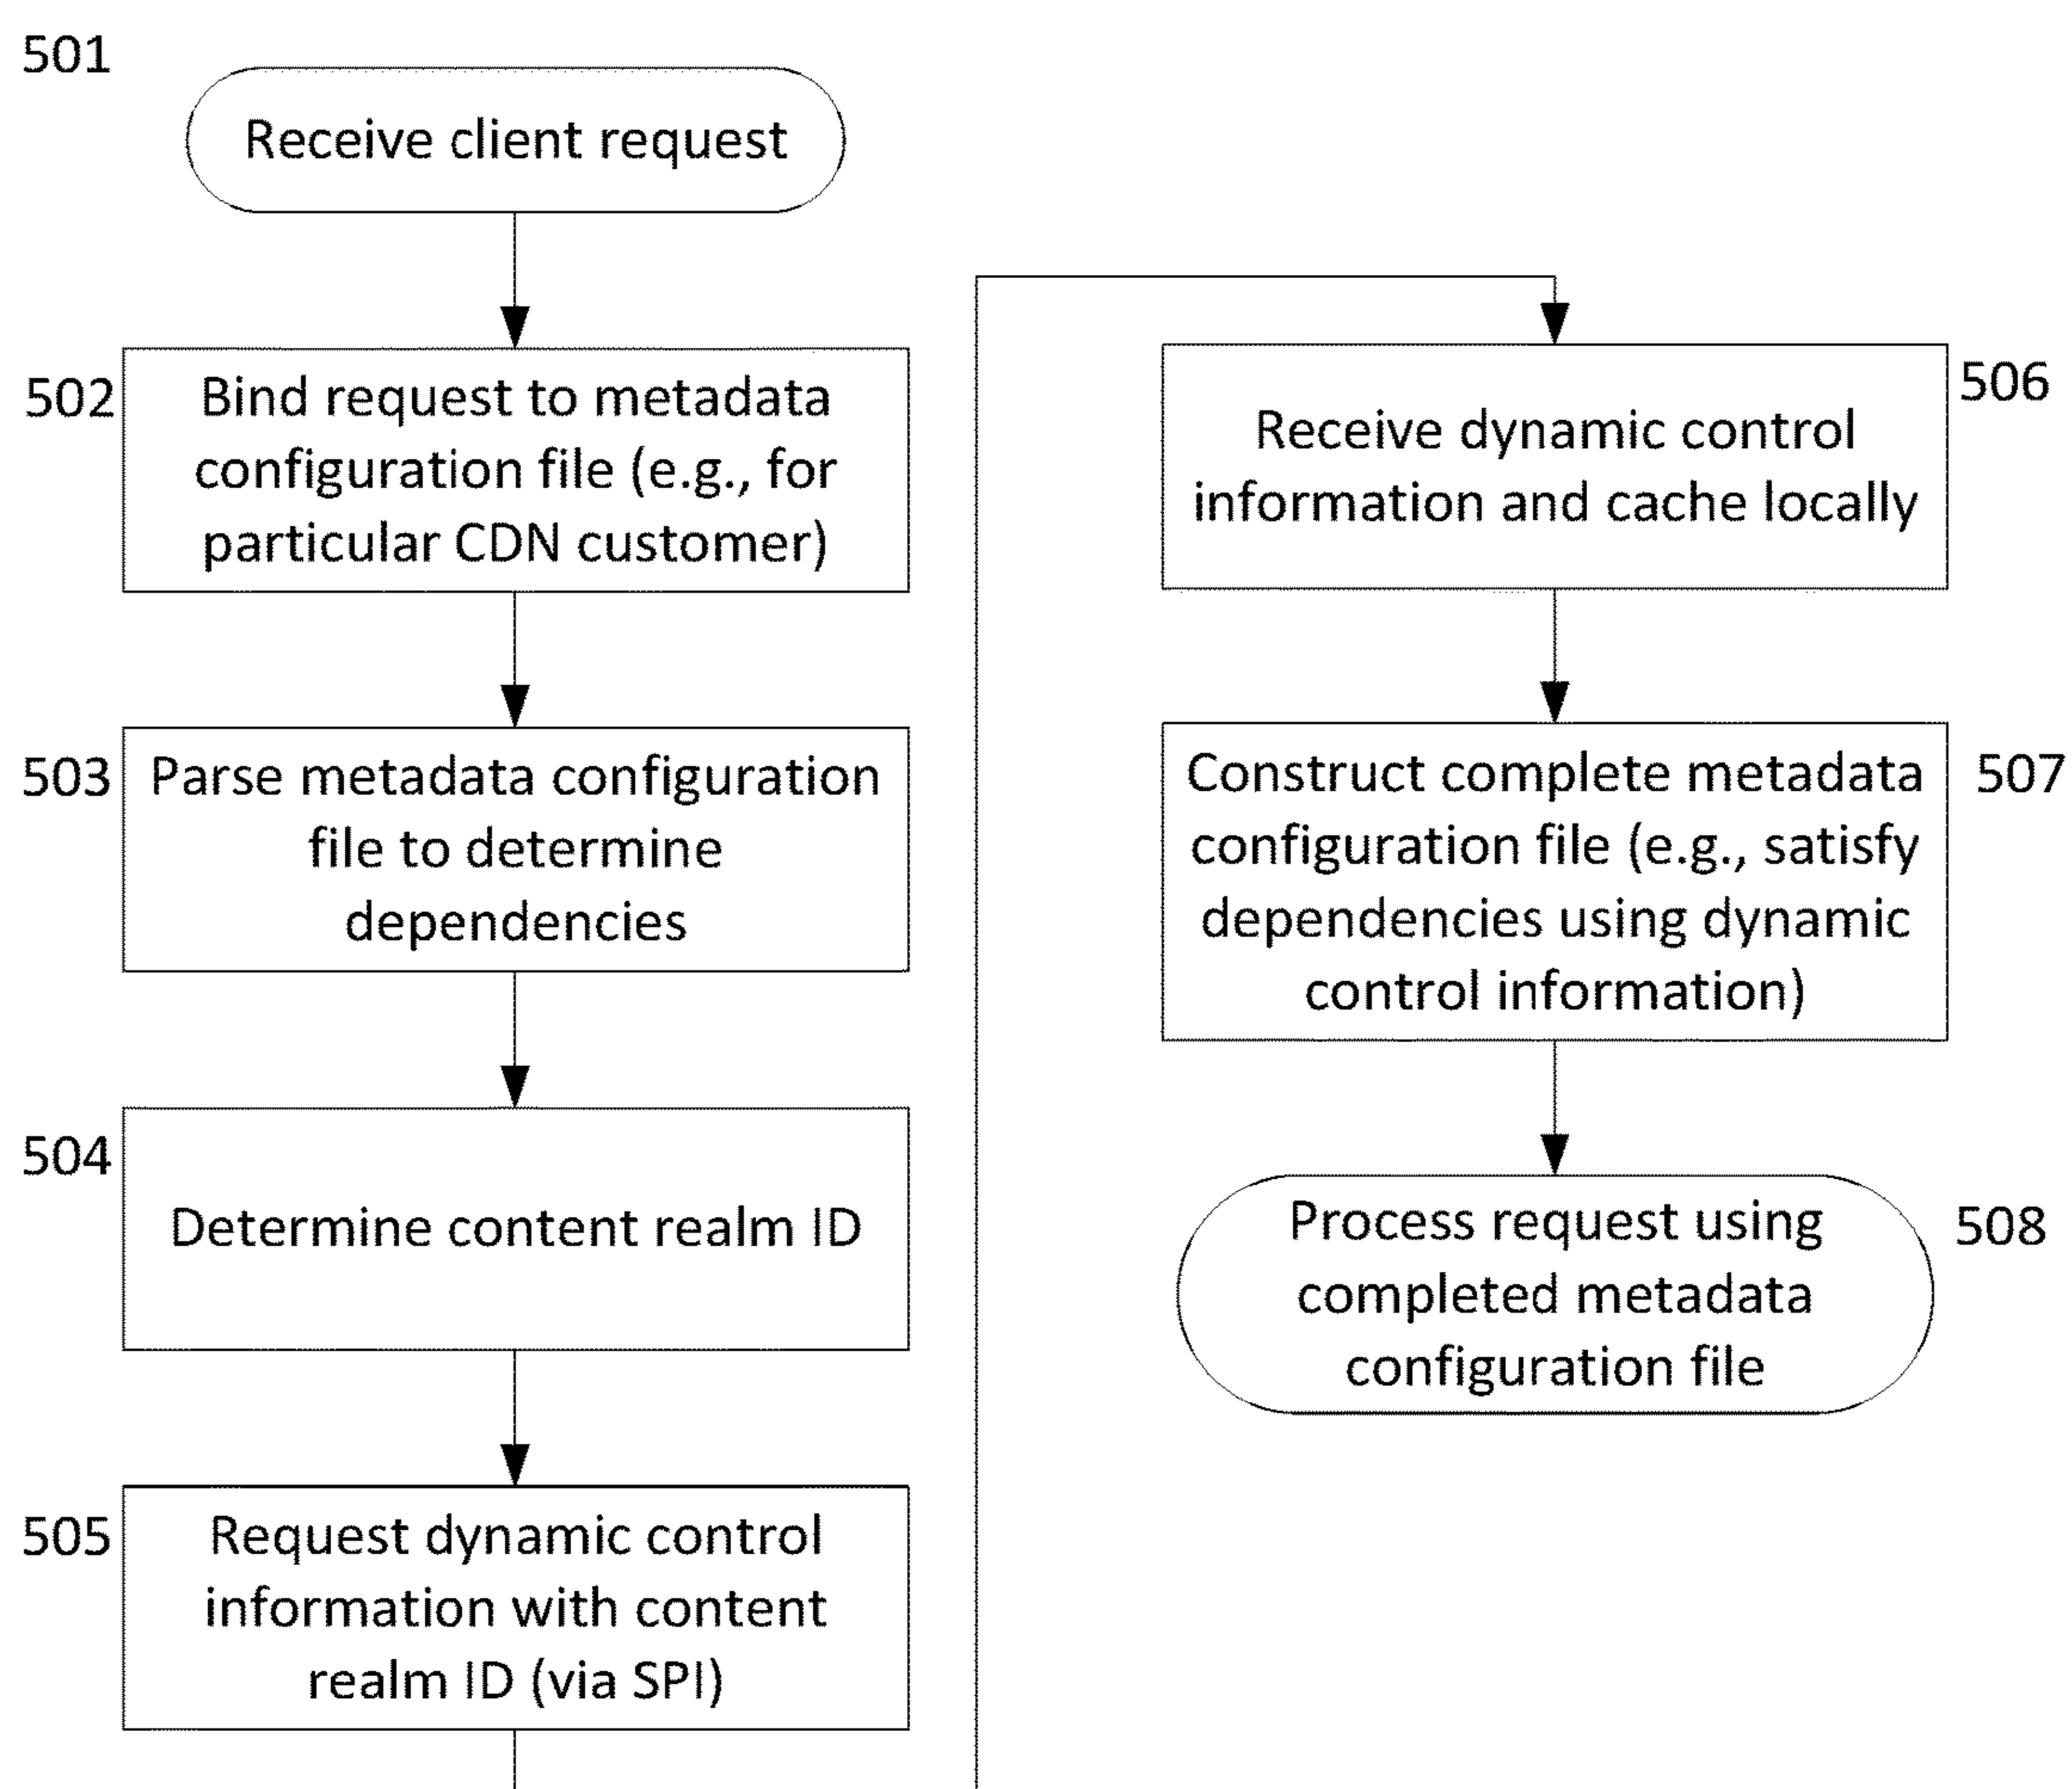 501
Receive client request
502
Bind request to metadata
configuration file (e.g., for
particular CDN customer)
503
Parse metadata configuration
file to determine
dependencies
504
Determine content realm ID
505
Request dynamic control
information with content
realm ID (via SPI)
506
Receive dynamic control
information and cache locally
507
Construct complete metadata
configuration file (e.g., satisfy
dependencies using dynamic
control information)
508
Process request using
completed metadata
configuration file